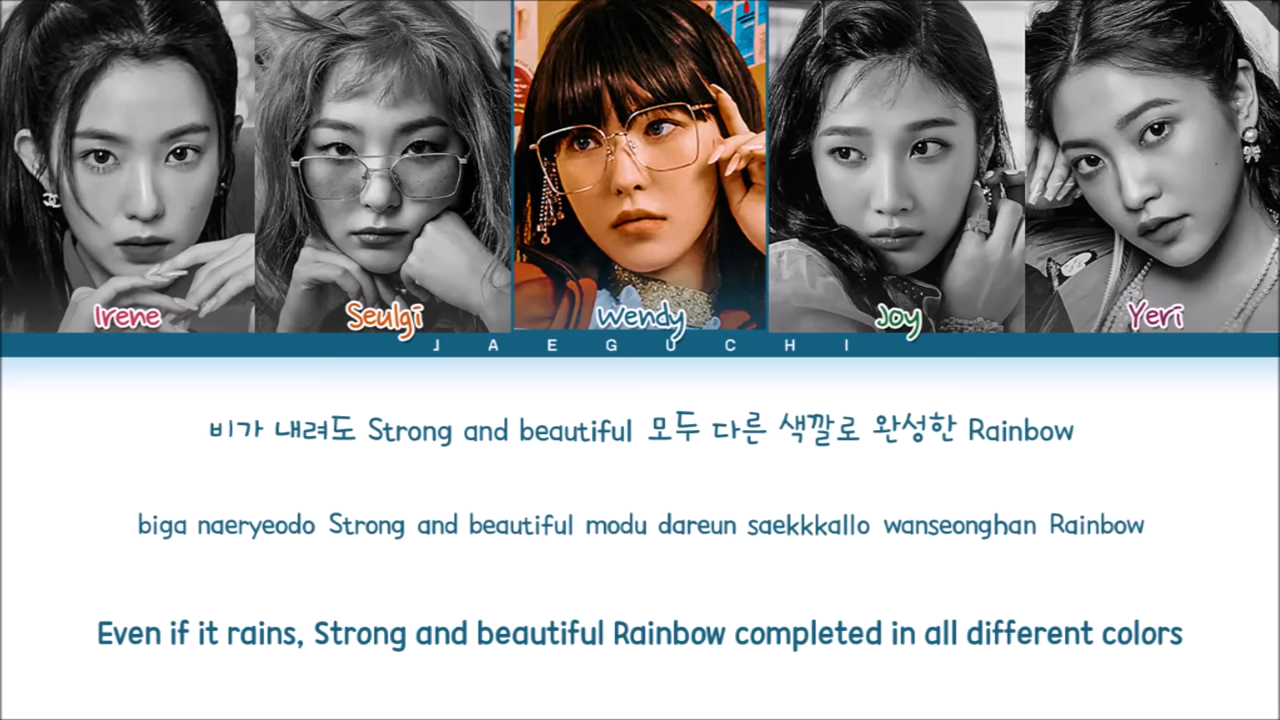 Irene Seulgi Wendy Joy Yeri
JAEGUCHI
비가 내려도 Strong and beautiful 모두 다른 색깔로 완성한 Rainbow
biga naeryeodo Strong and beautiful modu dareun saekkkallo wanseonghan Rainbow
Even if it rains, Strong and beautiful Rainbow completed in all different colors